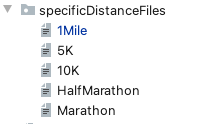 specificDistanceFiles
1Mile
5K
10K
HalfMarathon
Marathon